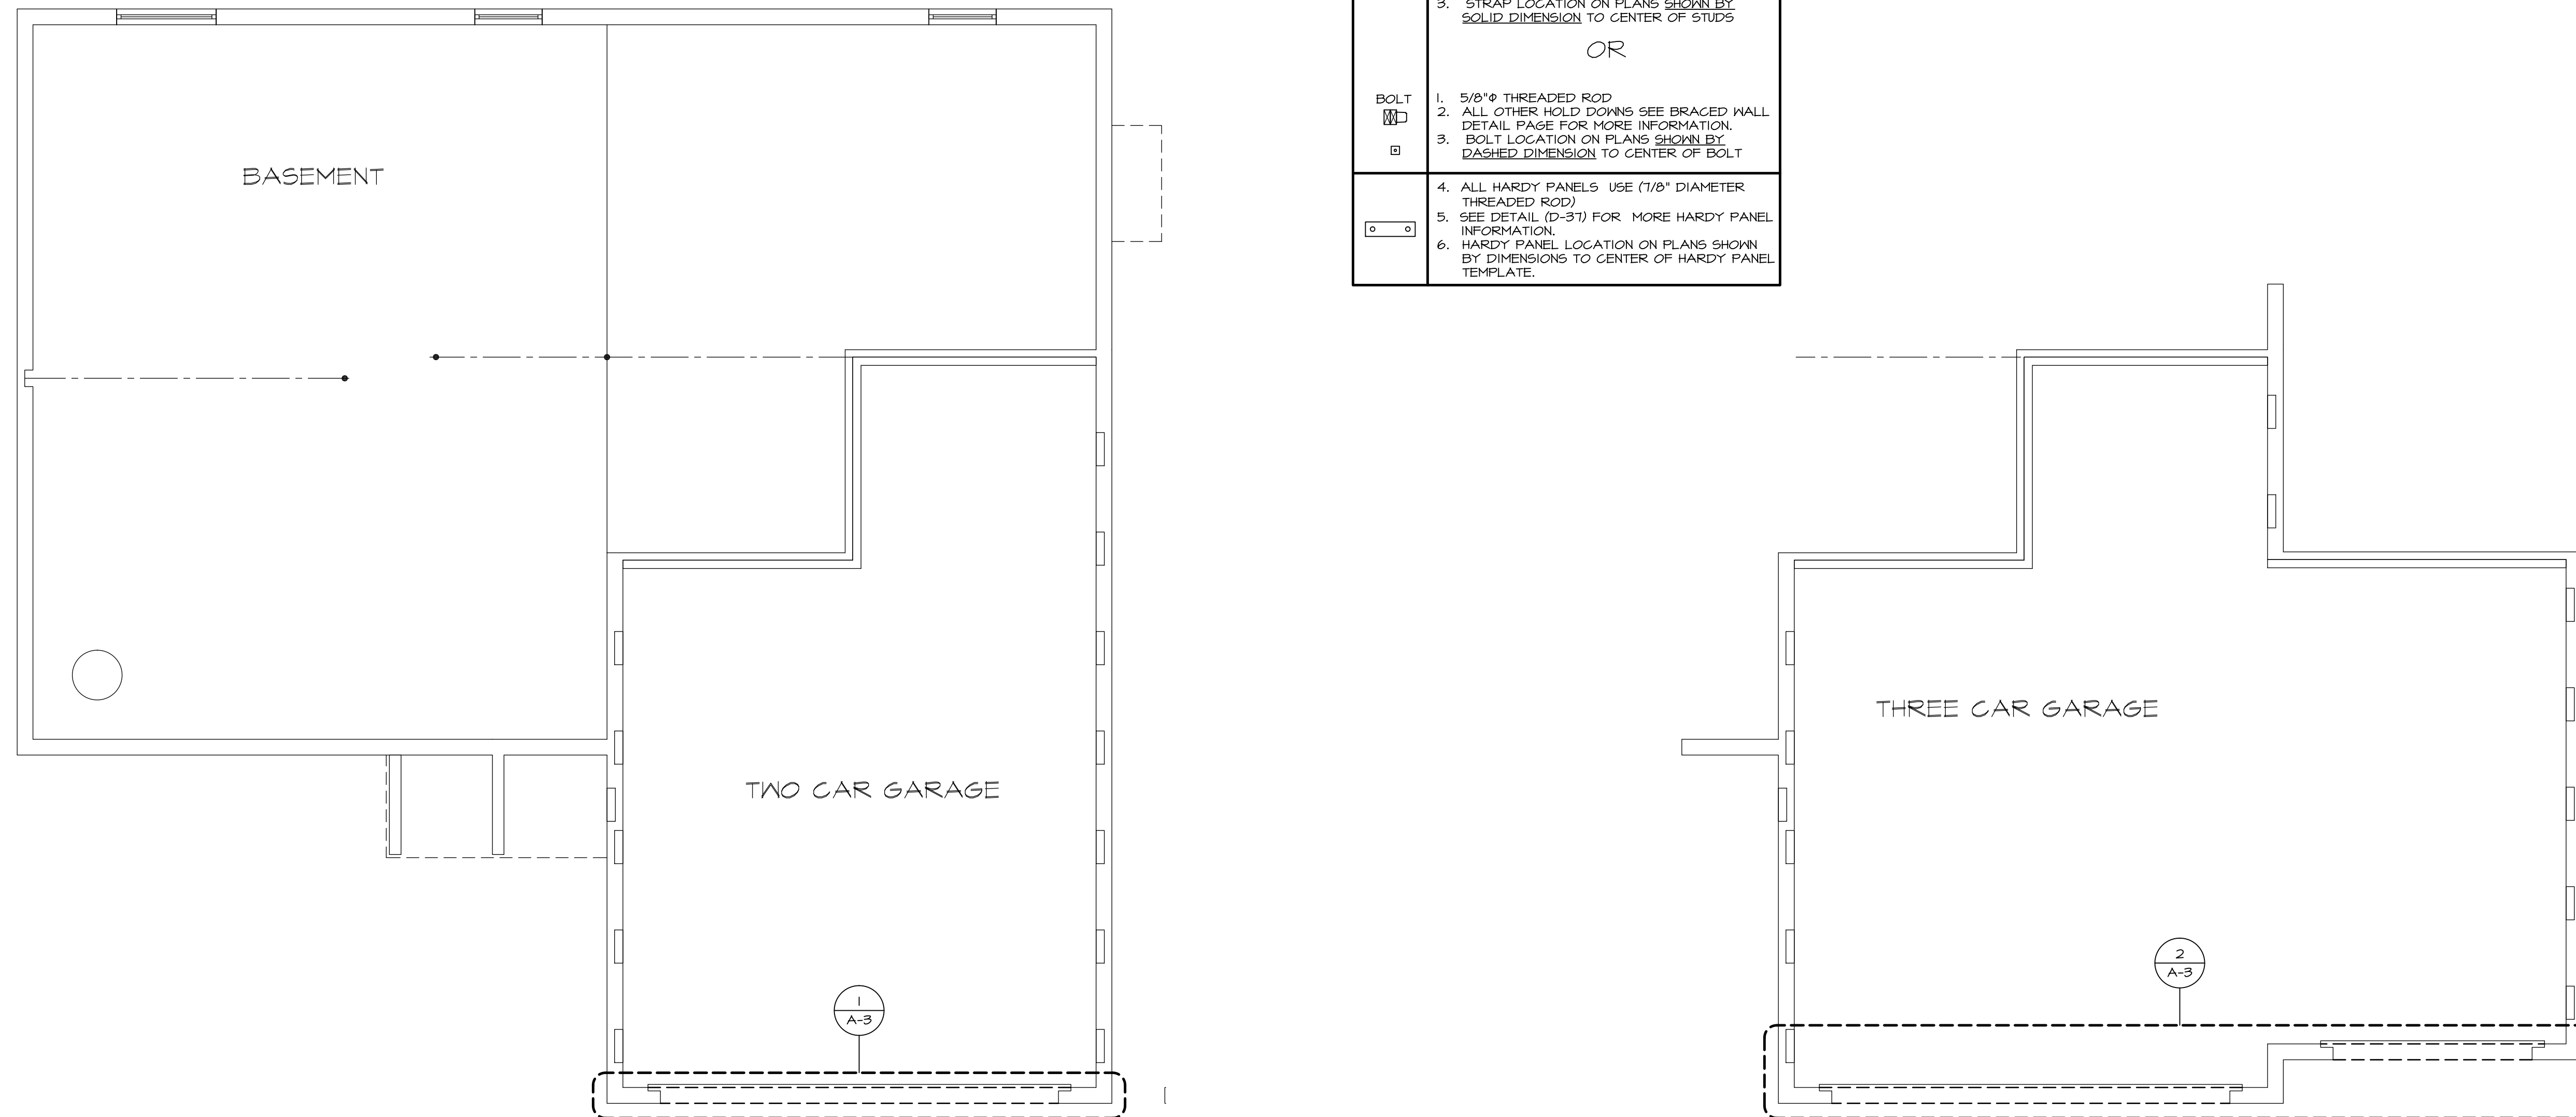 3. STRAP LOCATION ON PLANS SHOWN BY
SOLID DIMENSION TO CENTER OF STUDS
OR
BOLT
1. 5/8"Φ THREADED ROD
2. ALL OTHER HOLD DOWNS SEE BRACED WALL
DETAIL PAGE FOR MORE INFORMATION.
3. BOLT LOCATION ON PLANS SHOWN BY
DASHED DIMENSION TO CENTER OF BOLT
4. ALL HARDY PANELS USE (7/8" DIAMETER
THREADED ROD)
5. SEE DETAIL (D-37) FOR MORE HARDY PANEL
INFORMATION.
6. HARDY PANEL LOCATION ON PLANS SHOWN
BY DIMENSIONS TO CENTER OF HARDY PANEL
TEMPLATE.
BASEMENT
TWO CAR GARAGE
1
A-3
THREE CAR GARAGE
2
A-3